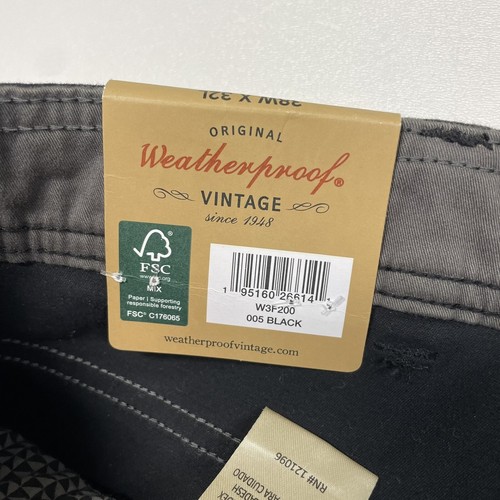 38W X 32L
ORIGINAL
Weatherproof®
VINTAGE
since 1948
FSC
MIX
Paper | Supporting
responsible forestry
FSC® C176065
1 95160 26614
W3F200
005 BLACK
weatherproofvintage.com
RN# 121096